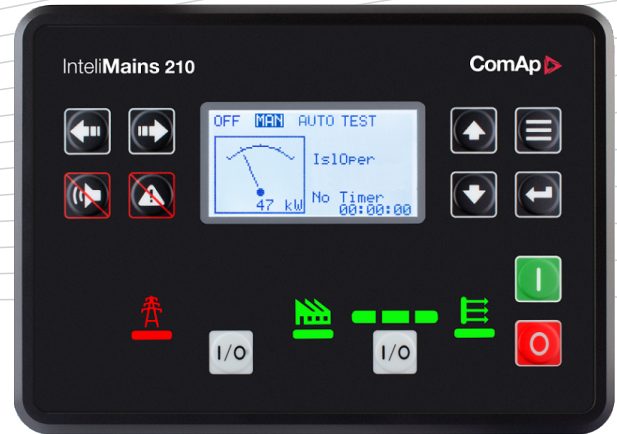 InteliMains 210
ComAp
OFF MAN AUTO TEST
IslOper
No Timer
47 kW 00:00:00
I/O
I/O
I
O